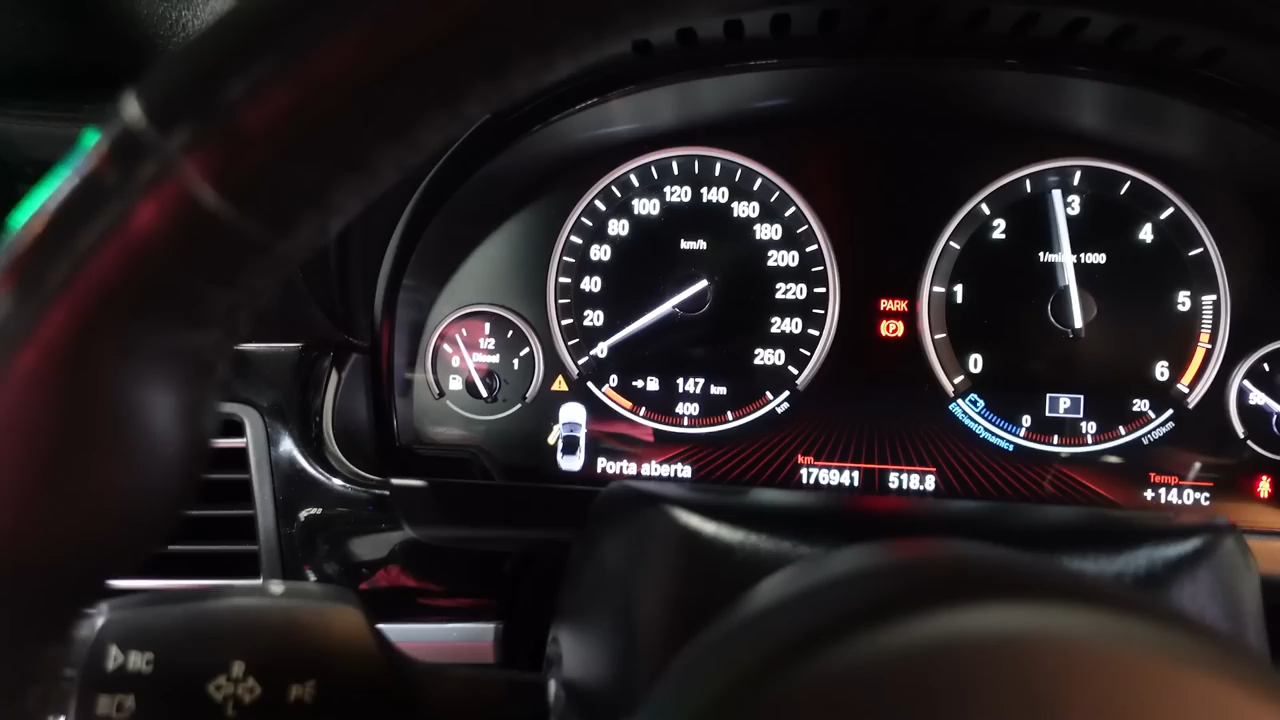 120 140
100 160
80 180
60 200
40 220
20 240
0 260
km/h
0 147 km
400
km
0 1/2 1
Diesel
Porta aberta
PARK
P
km
176941 518.8
3
2 4
1/min x 1000
1 5
0 6
P
0 10 20
l/100km
EfficientDynamics
Temp
+14.0°C
50
BC
R
L